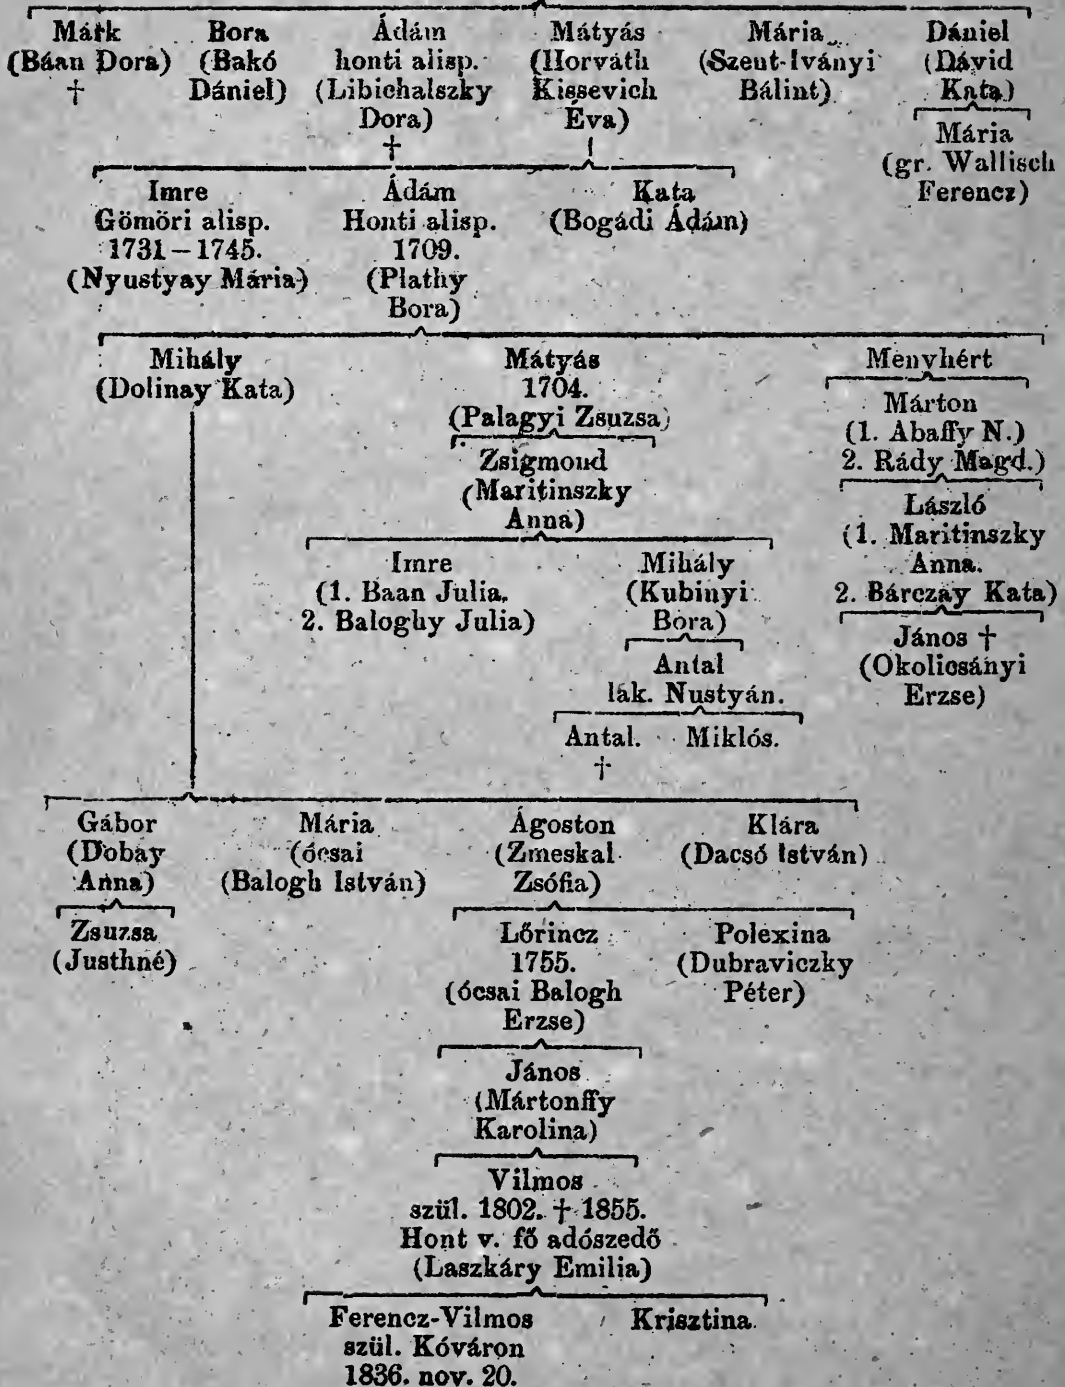 Márk
(Báan Dora)
†
Bora
(Bakó
Dániel)
Ádám
honti alisp.
(Libichalszky
Dora)
†
Mátyás
(Horváth
Kissevich
Éva)
Mária
(Szent-Iványi
Bálint)
Dániel
(Dávid
Kata)
Mária
(gr. Wallisch
Ferencz)
Imre
Gömöri alisp.
1731–1745.
(Nyustyay Mária)
Ádám
Honti alisp.
1709.
(Plathy
Bora)
Kata
(Bogádi Ádám)
Mihály
(Dolinay Kata)
Mátyás
1704.
(Palagyi Zsuzsa)
Zsigmond
(Maritinszky
Anna)
Imre
(1. Baan Julia.
2. Baloghy Julia)
Mihály
(Kubinyi
Bora)
Antal
lak. Nustyán.
Antal.
†
Miklós.
Menyhért
Márton
(1. Abaffy N.)
2. Rády Magd.)
László
(1. Maritinszky
Anna.
2. Bárczay Kata)
János †
(Okolicsányi
Erzse)
Gábor
(Dobay
Anna)
Zsuzsa
(Justhné)
Mária
(ócsai
(Balogh István)
Ágoston
(Zmeskal
Zsófia)
Klára
(Dacsó István)
Lőrincz
1755.
(ócsai Balogh
Erzse)
Polexina
(Dubraviczky
Péter)
János
(Mártonffy
Karolina)
Vilmos
szül. 1802. † 1855.
Hont v. fő adószedő
(Laszkáry Emilia)
Ferencz-Vilmos
szül. Kóváron
1836. nov. 20.
Krisztina.